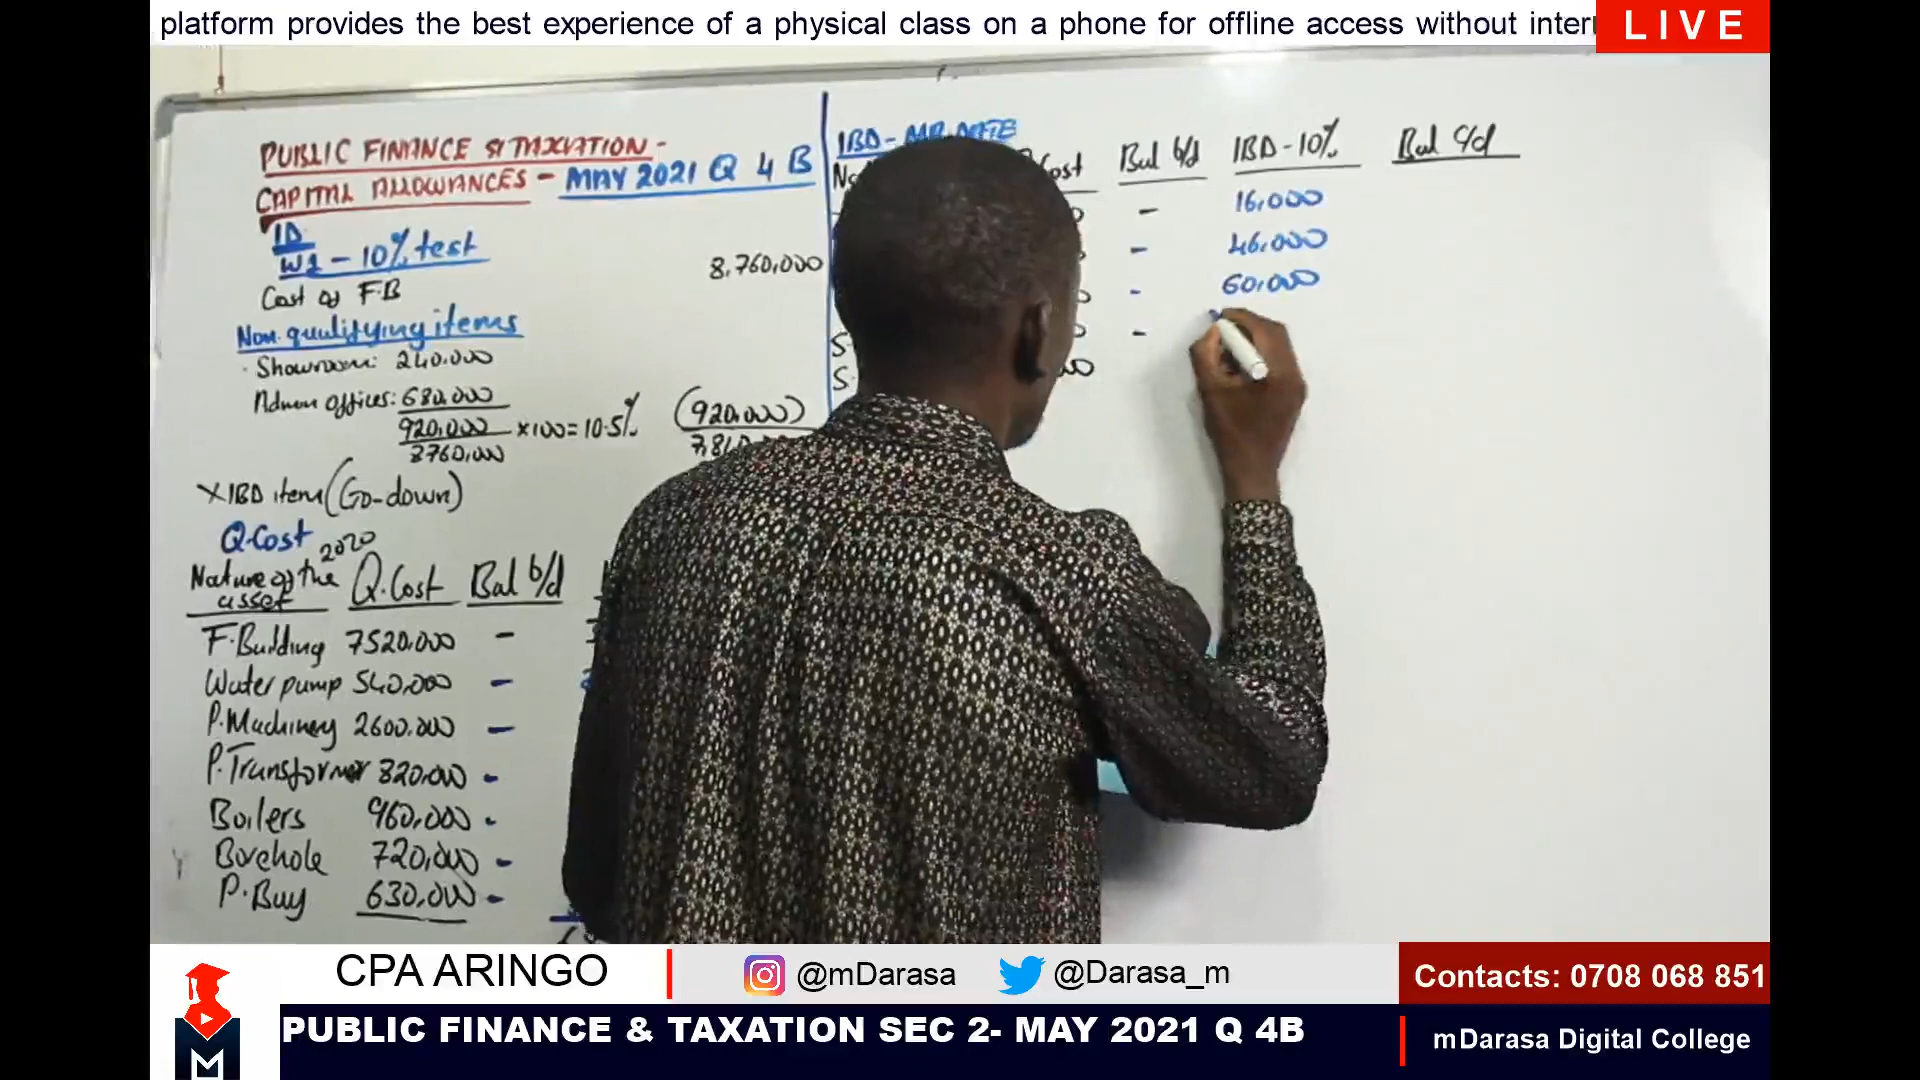 platform provides the best experience of a physical class on a phone for offline access without inter
LIVE
PUBLIC FINANCE & TAXATION -
CAPITAL ALLOWANCES - MAY 2021 Q 4 B
ID
W1 - 10% test
Cost of F.B 8,760,000
Non-qualifying items
Showroom: 240,000
Admin offices: 680,000
920,000 x100 = 10.5% (920,000)
8760,000
X IBD item (Go-down)
Q.Cost
2020
Nature of the asset Q.Cost Bal b/d
F.Building 7520,000 -
Water pump 540,000 -
P.Machinery 2600,000 -
P.Transformer 820,000 -
Boilers 960,000 -
Borehole 720,000 -
P.Buy 630,000 -
IBD -
Cost Bal b/d IBD - 10% Bal c/d
- 16,000
- 46,000
- 60,000
-
S
S
CPA ARINGO
@mDarasa
@Darasa_m
Contacts: 0708 068 851
M
PUBLIC FINANCE & TAXATION SEC 2- MAY 2021 Q 4B
mDarasa Digital College